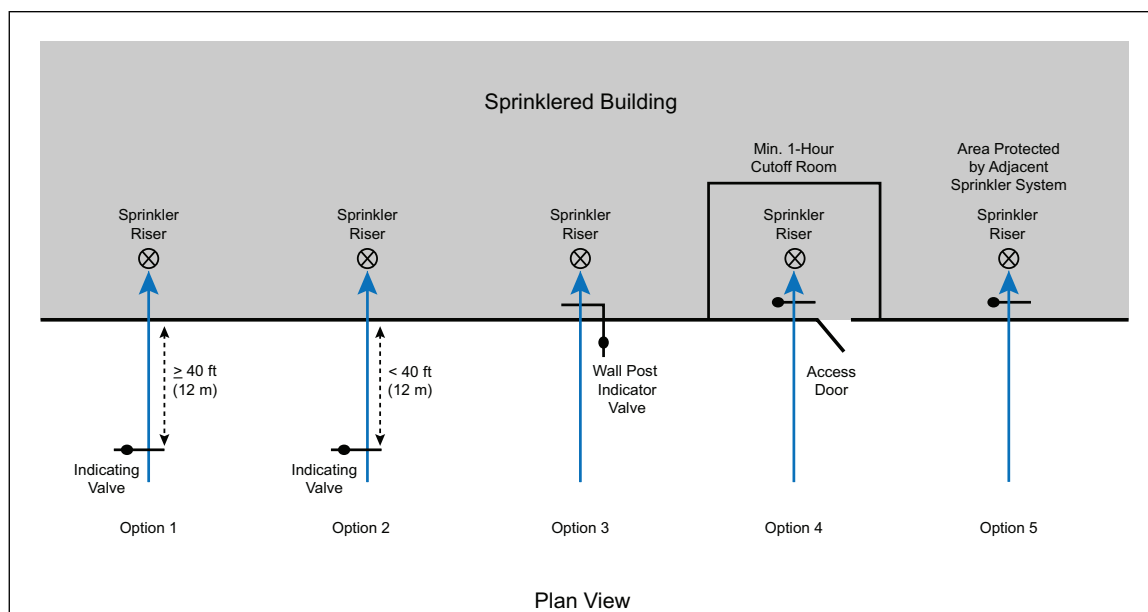 Sprinklered Building
Min. 1-Hour
Cutoff Room
Area Protected
by Adjacent
Sprinkler System
Sprinkler
Riser
Sprinkler
Riser
Sprinkler
Riser
Sprinkler
Riser
Sprinkler
Riser
≥ 40 ft
(12 m)
< 40 ft
(12 m)
Wall Post
Indicator
Valve
Access
Door
Indicating
Valve
Indicating
Valve
Option 1
Option 2
Option 3
Option 4
Option 5
Plan View